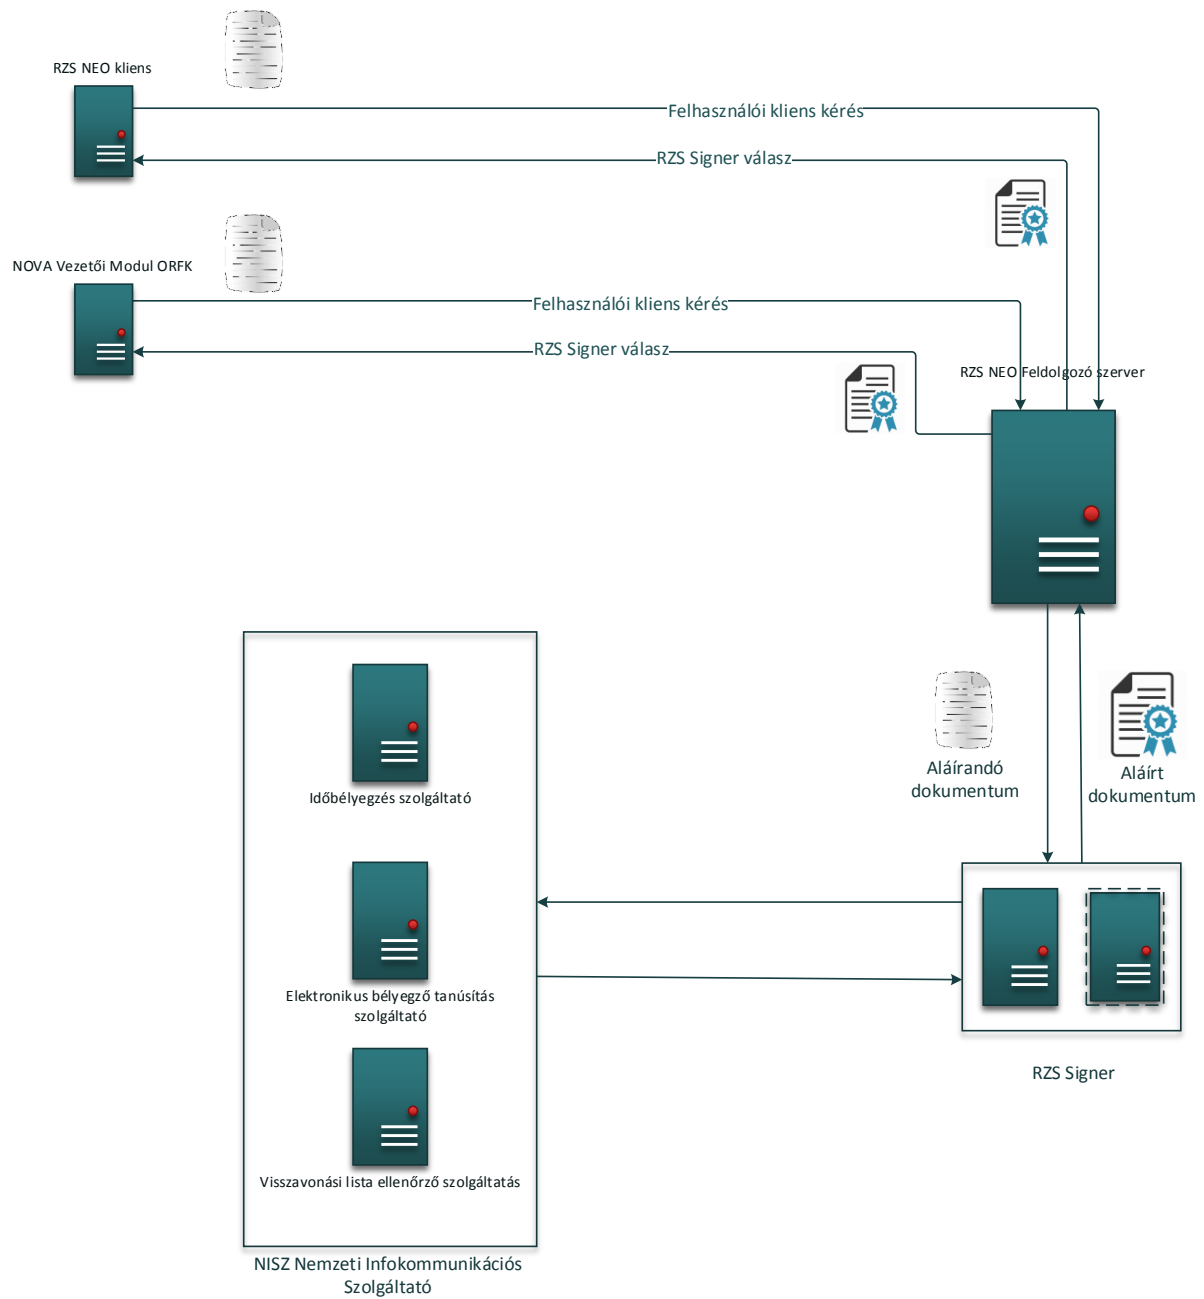 RZS NEO kliens
Felhasználói kliens kérés
RZS Signer válasz
NOVA Vezetői Modul ORFK
Felhasználói kliens kérés
RZS Signer válasz
RZS NEO Feldolgozó szerver
Aláírandó
dokumentum
Aláírt
dokumentum
Időbélyegzés szolgáltató
Elektronikus bélyegző tanúsítás
szolgáltató
RZS Signer
Visszavonási lista ellenőrző szolgáltatás
NISZ Nemzeti Infokommunikációs
Szolgáltató